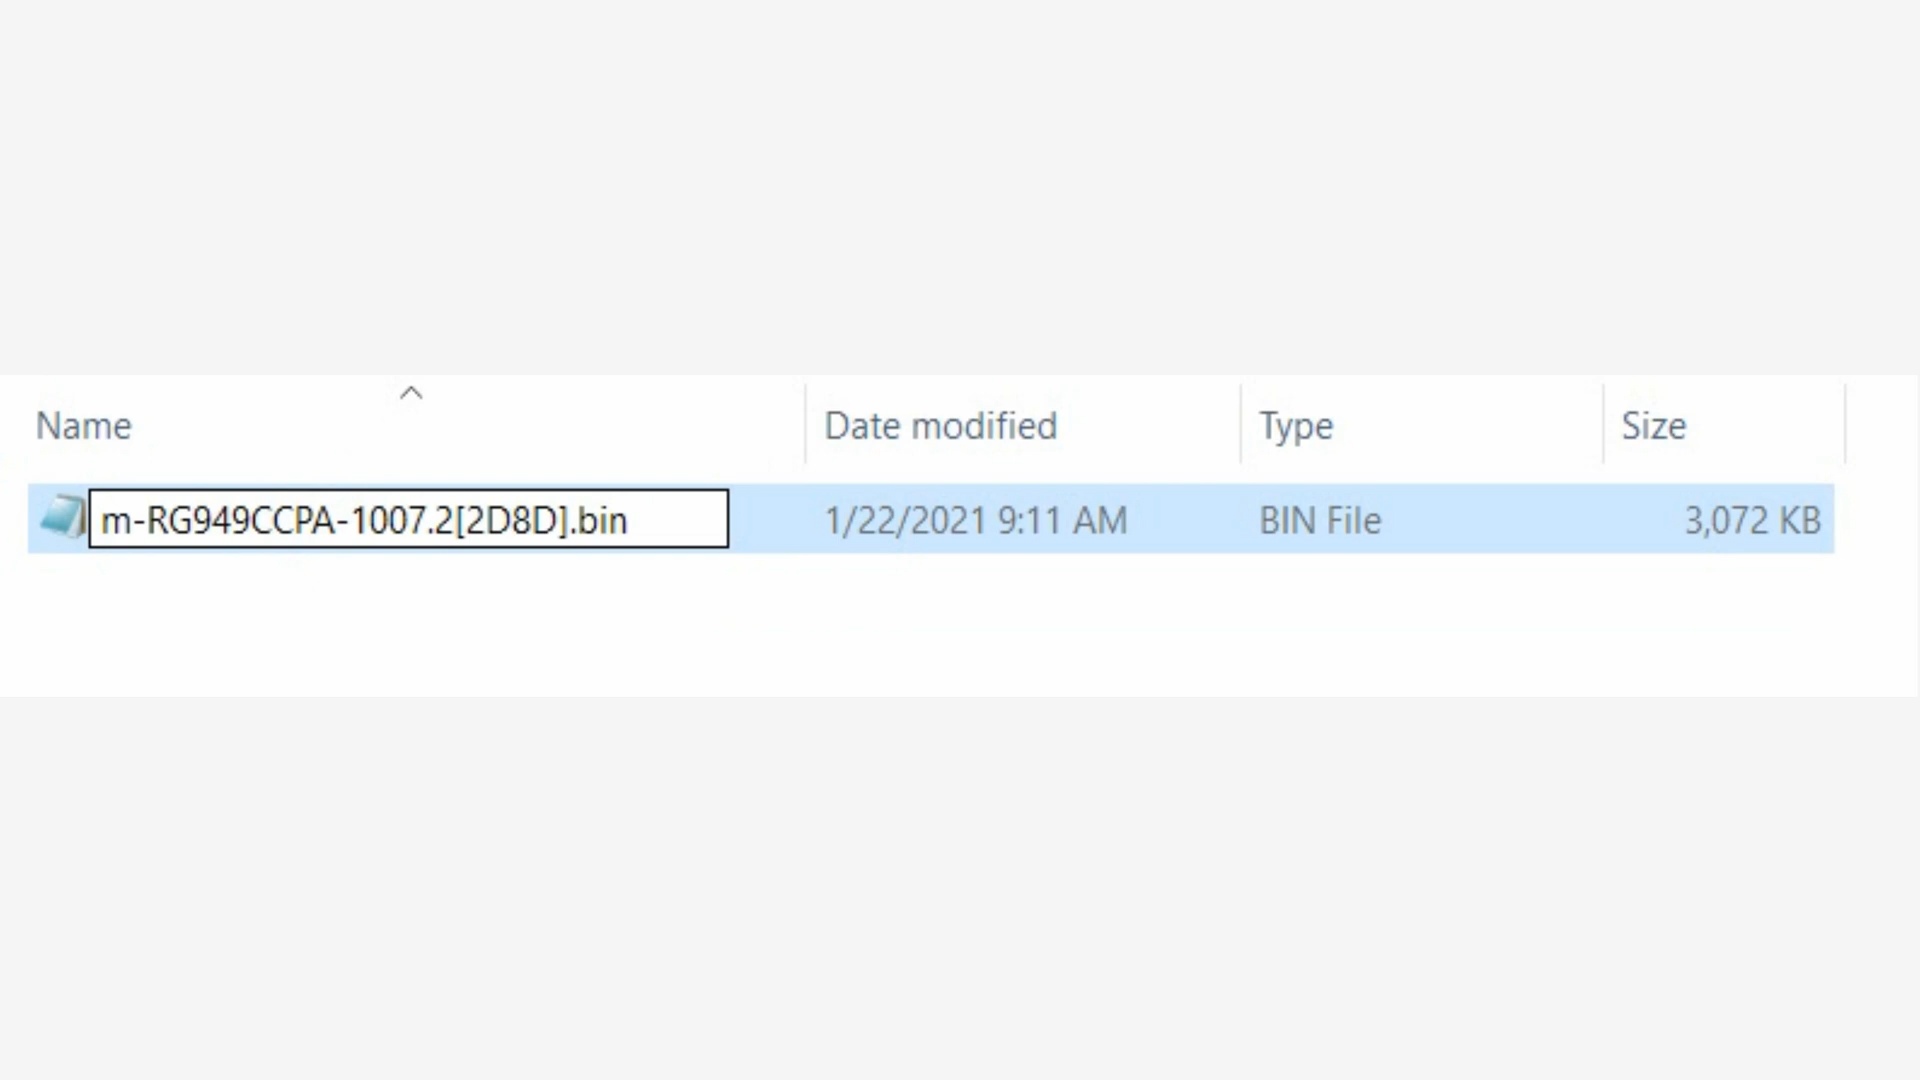 Name Date modified Type Size
m-RG949CCPA-1007.2[2D8D].bin 1/22/2021 9:11 AM BIN File 3,072 KB